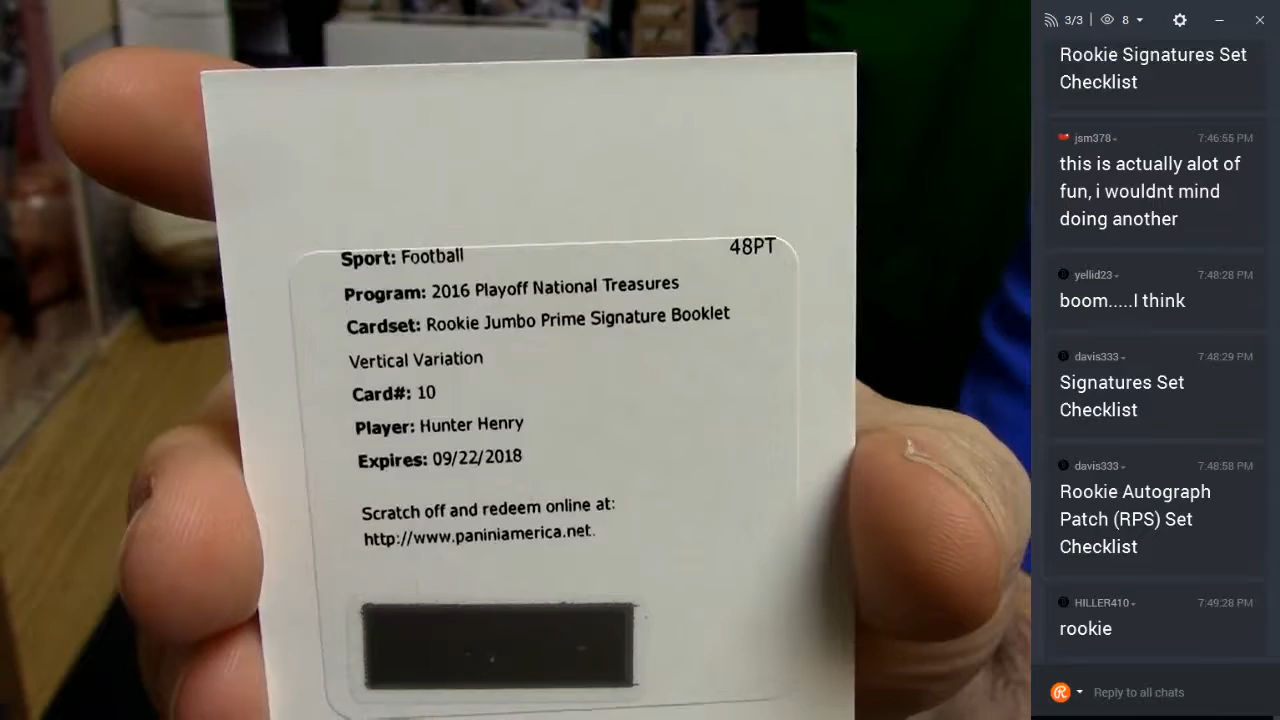 Sport: Football
48PT
Program: 2016 Playoff National Treasures
Cardset: Rookie Jumbo Prime Signature Booklet
Vertical Variation
Card#: 10
Player: Hunter Henry
Expires: 09/22/2018
Scratch off and redeem online at:
http://www.paniniamerica.net.
3/3
8
Rookie Signatures Set
Checklist
jsm378
7:46:55 PM
this is actually alot of
fun, i wouldnt mind
doing another
yellid23
7:48:28 PM
boom.....I think
davis333
7:48:29 PM
Signatures Set
Checklist
davis333
7:48:58 PM
Rookie Autograph
Patch (RPS) Set
Checklist
HILLER410
7:49:28 PM
rookie
Reply to all chats